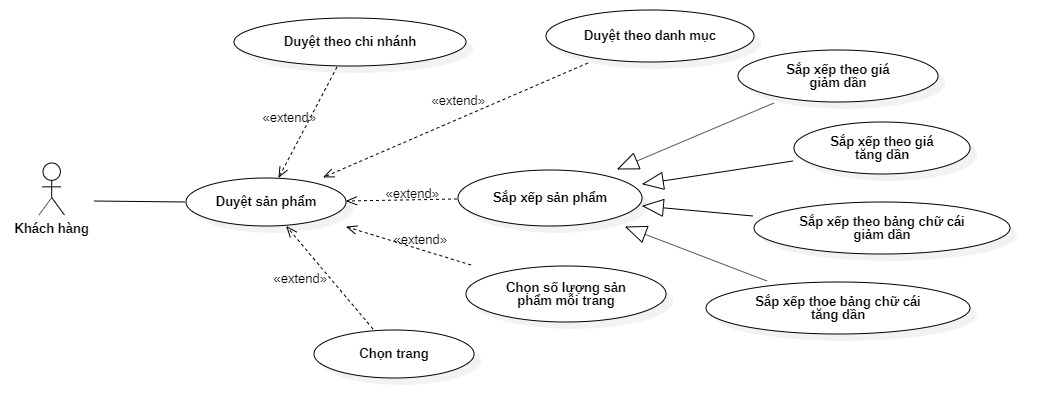 Duyệt theo chi nhánh
Duyệt theo danh mục
Sắp xếp theo giá
giảm dần
«extend»
«extend»
Sắp xếp theo giá
tăng dần
Khách hàng
Duyệt sản phẩm
«extend»
Sắp xếp sản phẩm
Sắp xếp theo bảng chữ cái
giảm dần
«extend»
«extend»
Chọn số lượng sản
phẩm mỗi trang
Sắp xếp thoe bảng chữ cái
tăng dần
Chọn trang